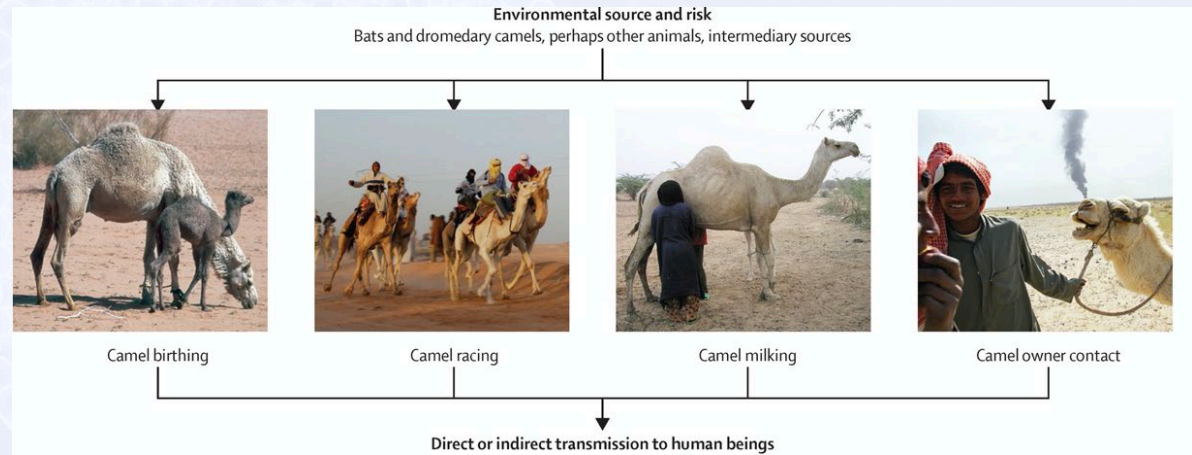 Environmental source and risk
Bats and dromedary camels, perhaps other animals, intermediary sources
Camel birthing
Camel racing
Camel milking
Camel owner contact
Direct or indirect transmission to human beings